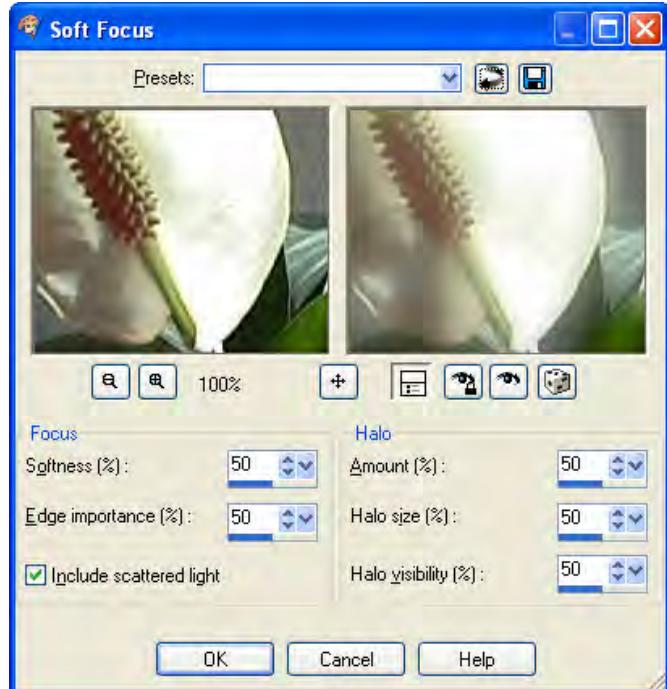 Soft Focus
Presets:
100%
Focus
Softness (%) : 50
Edge importance (%) : 50
Include scattered light
Halo
Amount (%) : 50
Halo size (%) : 50
Halo visibility (%) : 50
OK Cancel Help